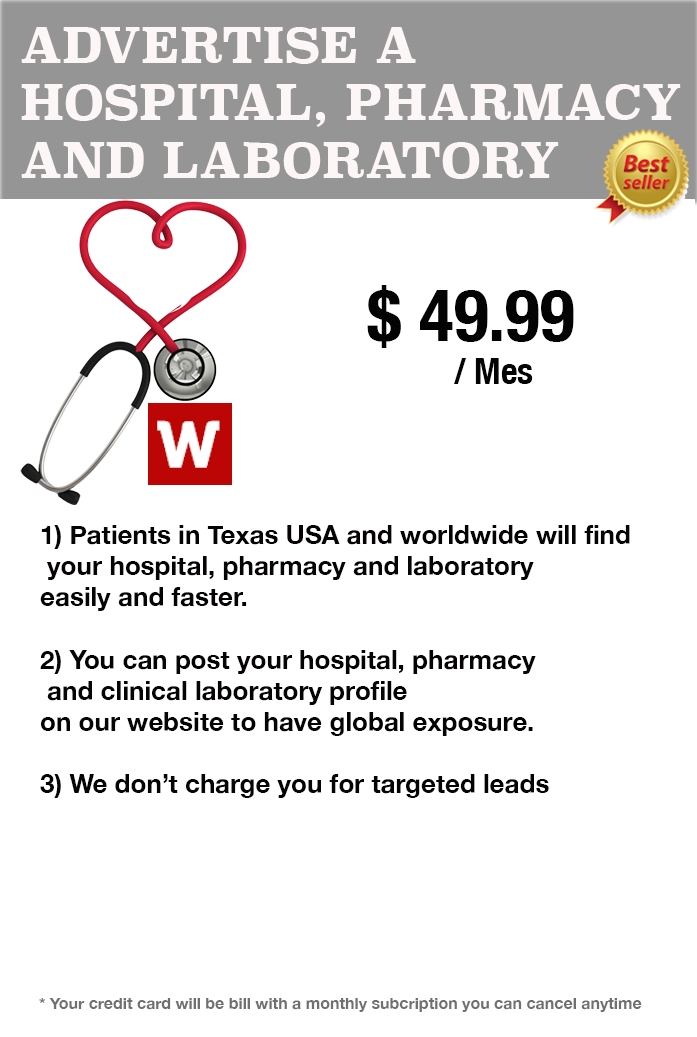 ADVERTISE A
HOSPITAL, PHARMACY
AND LABORATORY
Best
seller
$ 49.99
/ Mes
W
1) Patients in Texas USA and worldwide will find
your hospital, pharmacy and laboratory
easily and faster.
2) You can post your hospital, pharmacy
and clinical laboratory profile
on our website to have global exposure.
3) We don’t charge you for targeted leads
* Your credit card will be bill with a monthly subcription you can cancel anytime